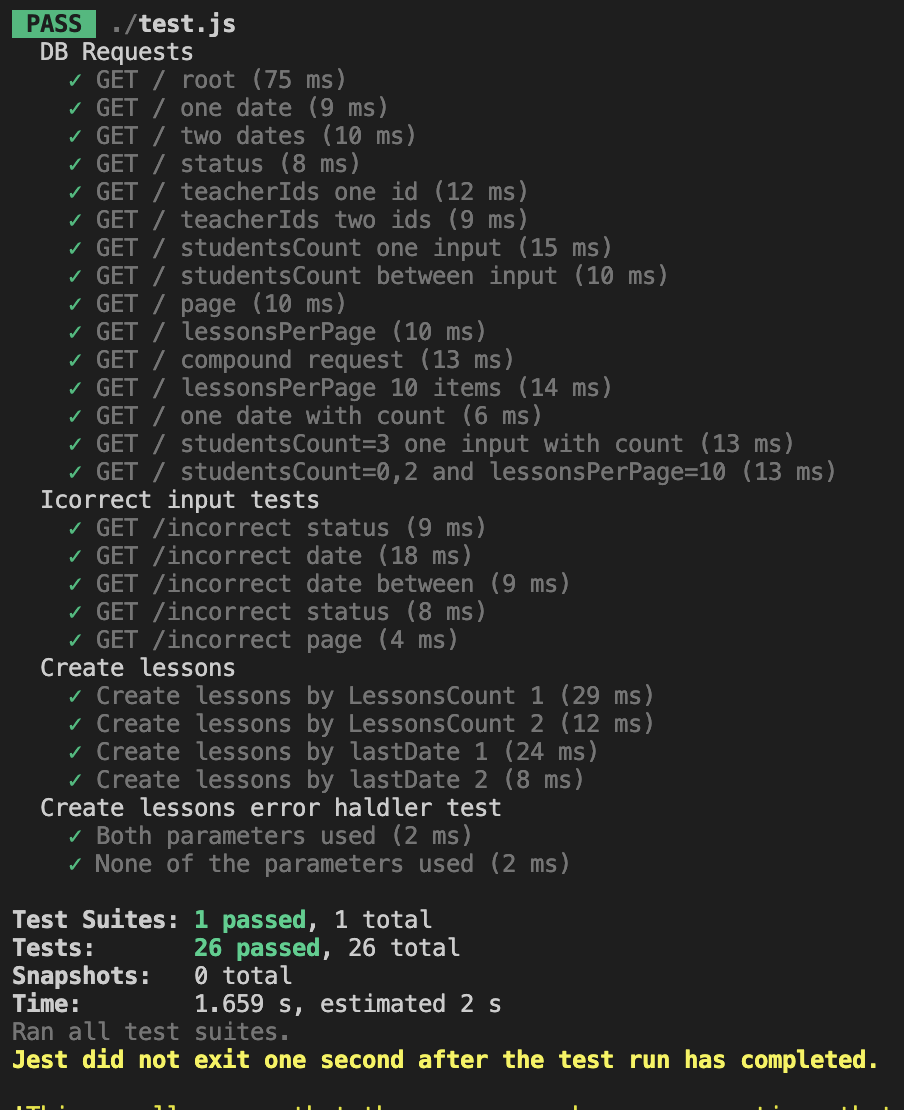 PASS ./test.js
DB Requests
✓ GET / root (75 ms)
✓ GET / one date (9 ms)
✓ GET / two dates (10 ms)
✓ GET / status (8 ms)
✓ GET / teacherIds one id (12 ms)
✓ GET / teacherIds two ids (9 ms)
✓ GET / studentsCount one input (15 ms)
✓ GET / studentsCount between input (10 ms)
✓ GET / page (10 ms)
✓ GET / lessonsPerPage (10 ms)
✓ GET / compound request (13 ms)
✓ GET / lessonsPerPage 10 items (14 ms)
✓ GET / one date with count (6 ms)
✓ GET / studentsCount=3 one input with count (13 ms)
✓ GET / studentsCount=0,2 and lessonsPerPage=10 (13 ms)
Icorrect input tests
✓ GET /incorrect status (9 ms)
✓ GET /incorrect date (18 ms)
✓ GET /incorrect date between (9 ms)
✓ GET /incorrect status (8 ms)
✓ GET /incorrect page (4 ms)
Create lessons
✓ Create lessons by LessonsCount 1 (29 ms)
✓ Create lessons by LessonsCount 2 (12 ms)
✓ Create lessons by lastDate 1 (24 ms)
✓ Create lessons by lastDate 2 (8 ms)
Create lessons error haldler test
✓ Both parameters used (2 ms)
✓ None of the parameters used (2 ms)
Test Suites: 1 passed, 1 total
Tests: 26 passed, 26 total
Snapshots: 0 total
Time: 1.659 s, estimated 2 s
Ran all test suites.
Jest did not exit one second after the test run has completed.